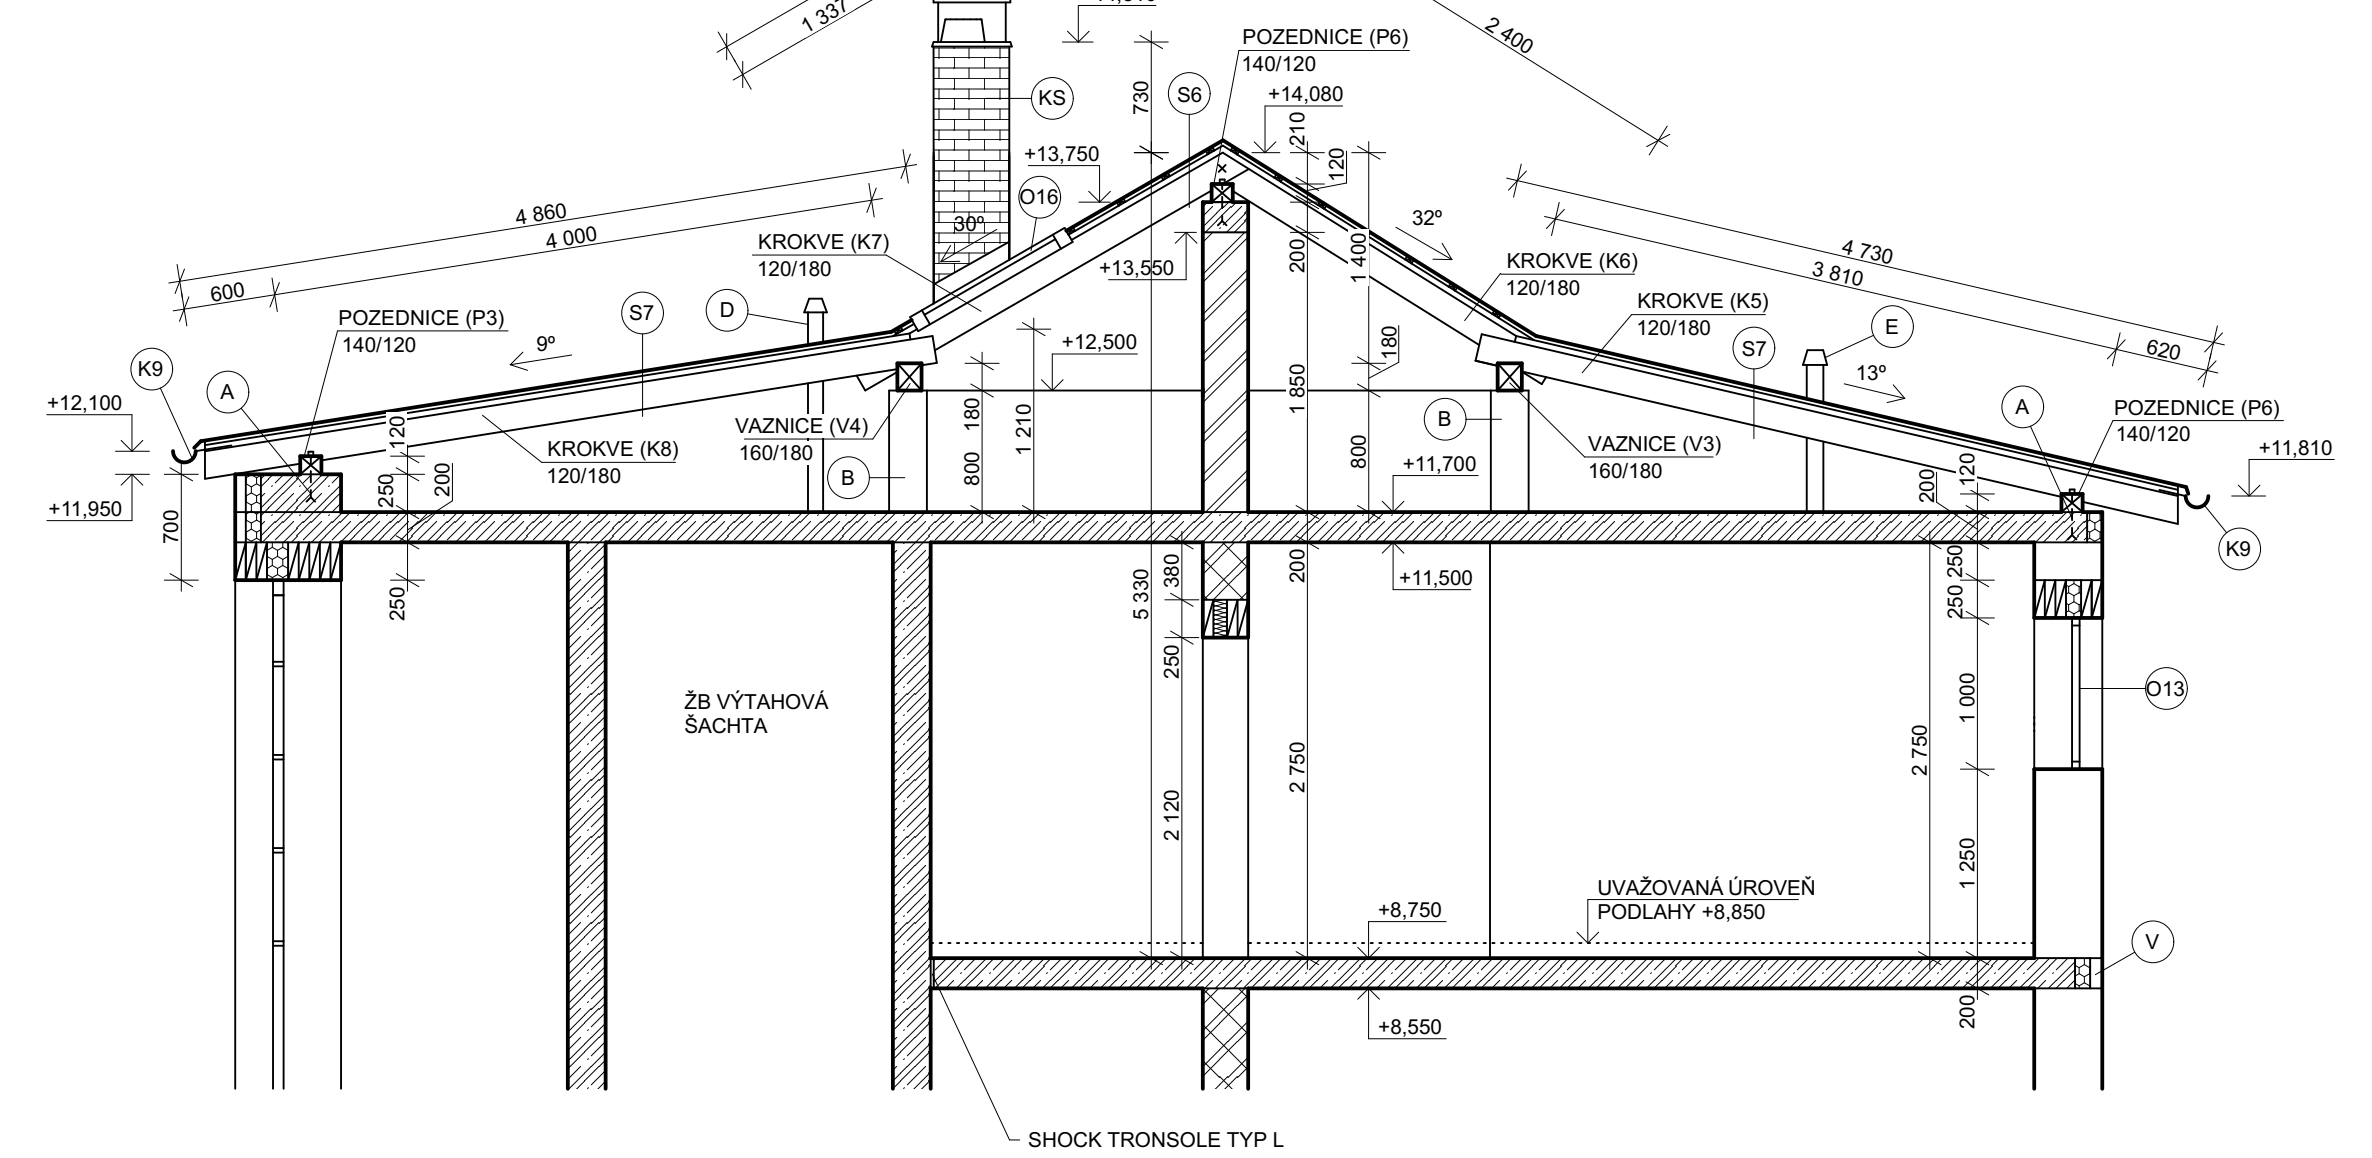 1 337
2 400
POZEDNICE (P6)
140/120
KS
S6
730
+14,080
210
+13,750
120
O16
30º
32º
4 860
4 000
KROKVE (K7)
120/180
+13,550
200
1 400
KROKVE (K6)
120/180
4 730
3 810
600
620
POZEDNICE (P3)
140/120
S7
D
9º
KROKVE (K5)
120/180
E
S7
13º
K9
A
+12,500
180
+12,100
120
VAZNICE (V4)
160/180
180
1 210
1 850
B
A
POZEDNICE (P6)
140/120
KROKVE (K8)
120/180
VAZNICE (V3)
160/180
+11,950
700
250
200
B
800
800
+11,700
200
120
+11,810
K9
250
5 330
380
200
+11,500
250
250
250
ŽB VÝTAHOVÁ
ŠACHTA
O13
1 000
2 120
2 750
2 750
1 250
UVAŽOVANÁ ÚROVEŇ
PODLAHY +8,850
+8,750
V
+8,550
200
SHOCK TRONSOLE TYP L